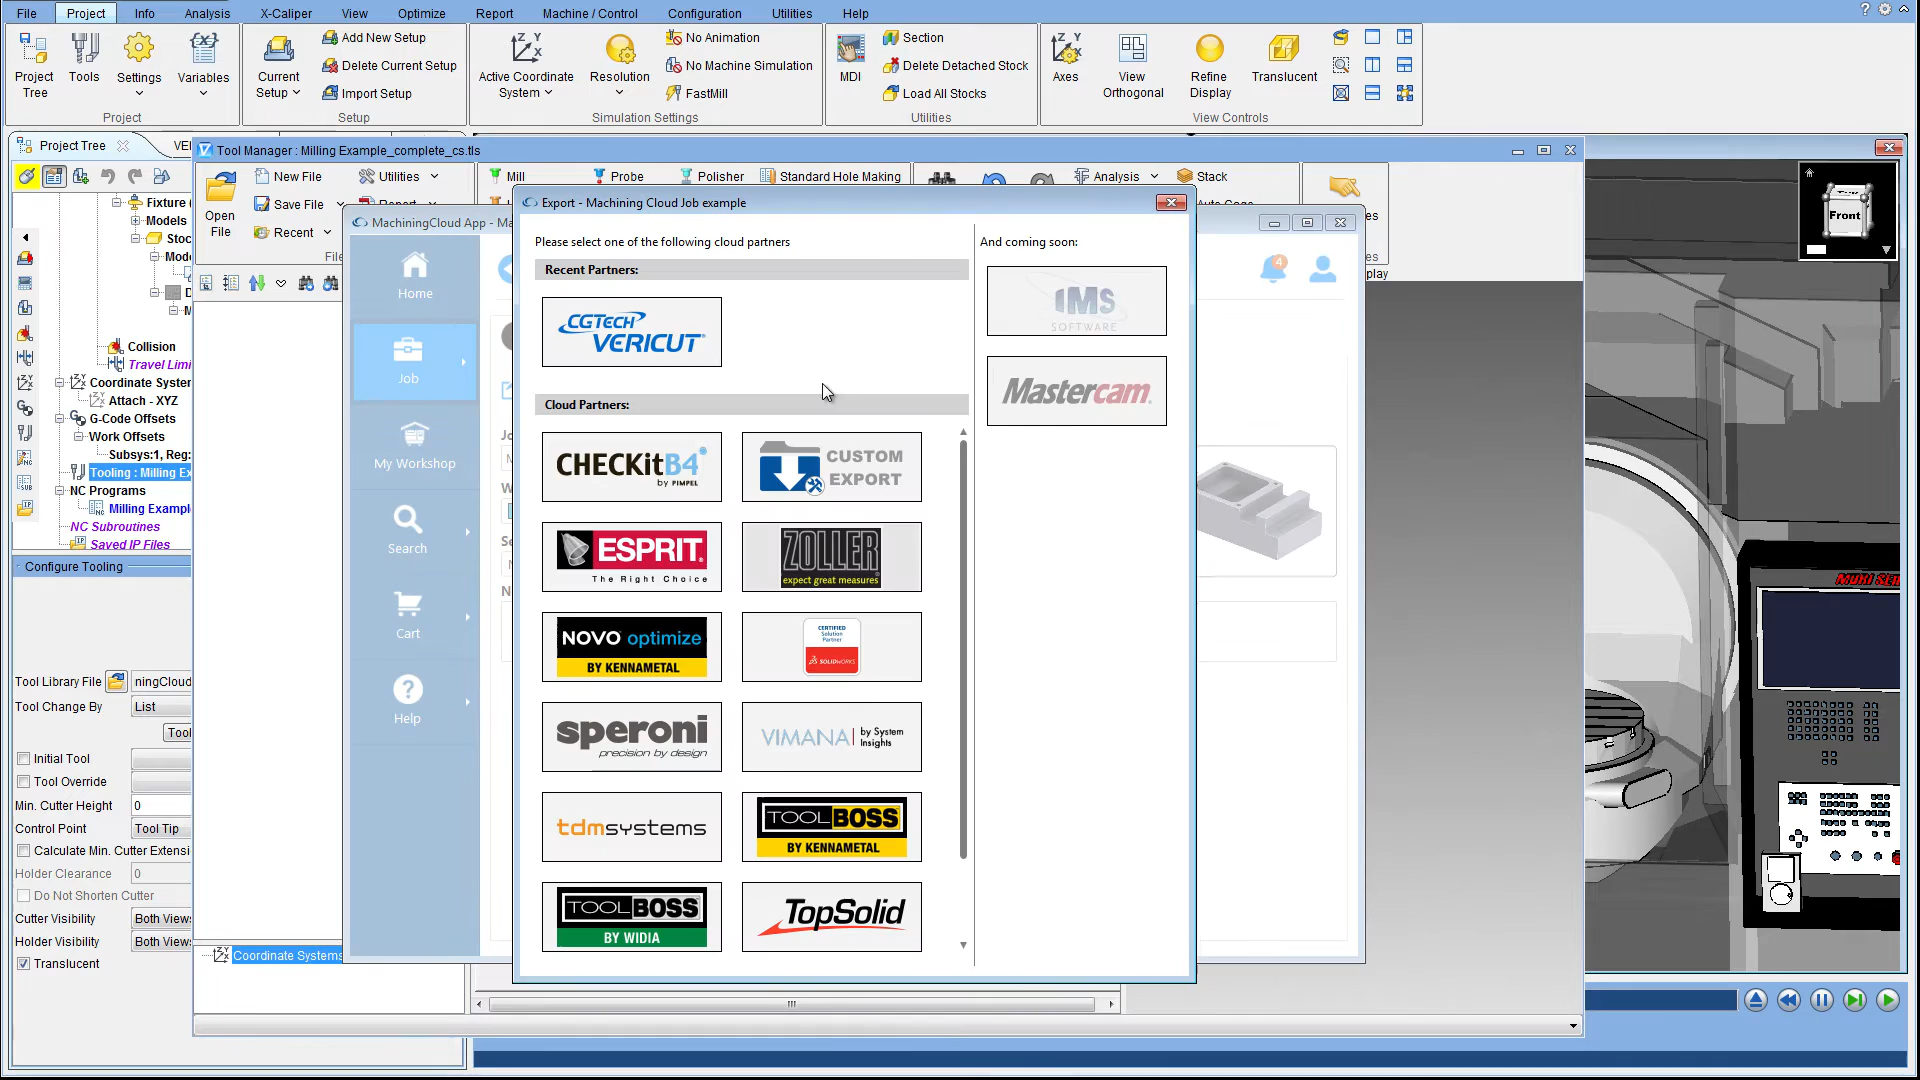 File
Project
Info
Analysis
X-Caliper
View
Optimize
Report
Machine / Control
Configuration
Utilities
Help
Project
Tree
Tools
Settings
Variables
Project
Current
Setup
Add New Setup
Delete Current Setup
Import Setup
Setup
Active Coordinate
System
Resolution
No Animation
No Machine Simulation
FastMill
Simulation Settings
MDI
Section
Delete Detached Stock
Load All Stocks
Utilities
Axes
View
Orthogonal
Refine
Display
Translucent
View Controls
Project Tree
Tool Manager : Milling Example_complete_cs.tls
Open
File
New File
Save File
Recent
Utilities
Mill
Probe
Polisher
Standard Hole Making
Analysis
Stack
Front
Fixture (
Models
Stoc
Mode
D
M
Collision
Travel Limi
Coordinate System
Attach - XYZ
G-Code Offsets
Work Offsets
Subsys:1, Reg:
Tooling : Milling Ex
NC Programs
Milling Exampl
NC Subroutines
Saved IP Files
Configure Tooling
Tool Library File
ningCloud
Tool Change By
List
Tool
Initial Tool
Tool Override
Min. Cutter Height
0
Control Point
Tool Tip
Calculate Min. Cutter Extensi
Holder Clearance
0
Do Not Shorten Cutter
Cutter Visibility
Both Views
Holder Visibility
Both Views
Translucent
Coordinate Systems
MachiningCloud App - Ma
4
Home
Job
My Workshop
Search
Cart
Help
Export - Machining Cloud Job example
Please select one of the following cloud partners
And coming soon:
Recent Partners:
CGTECH
VERICUT
IMS
SOFTWARE
Mastercam
Cloud Partners:
CHECKitB4
by PIMPEL
CUSTOM
EXPORT
ESPRIT
The Right Choice
ZOLLER
expect great measures
NOVO optimize
BY KENNAMETAL
CERTIFIED
Solution
Partner
SOLIDWORKS
speroni
precision by design
VIMANA by System
Insights
tdmsystems
TOOLBOSS
BY KENNAMETAL
TOOLBOSS
BY WIDIA
TopSolid